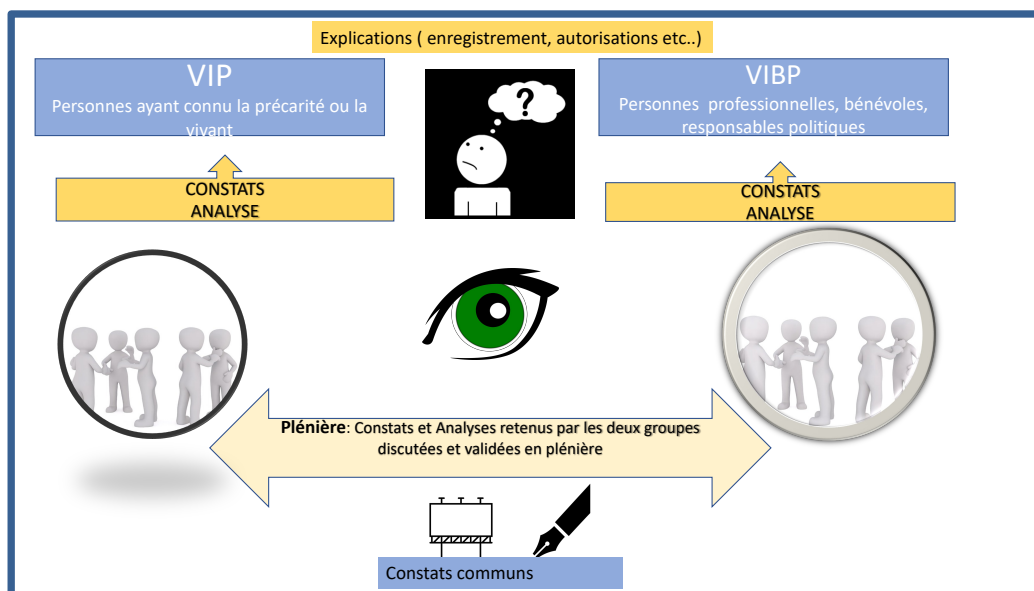 Explications ( enregistrement, autorisations etc..)
VIP
Personnes ayant connu la précarité ou la
vivant
VIBP
Personnes professionnelles, bénévoles,
responsables politiques
?
CONSTATS
ANALYSE
CONSTATS
ANALYSE
Plénière: Constats et Analyses retenus par les deux groupes
discutées et validées en plénière
Constats communs